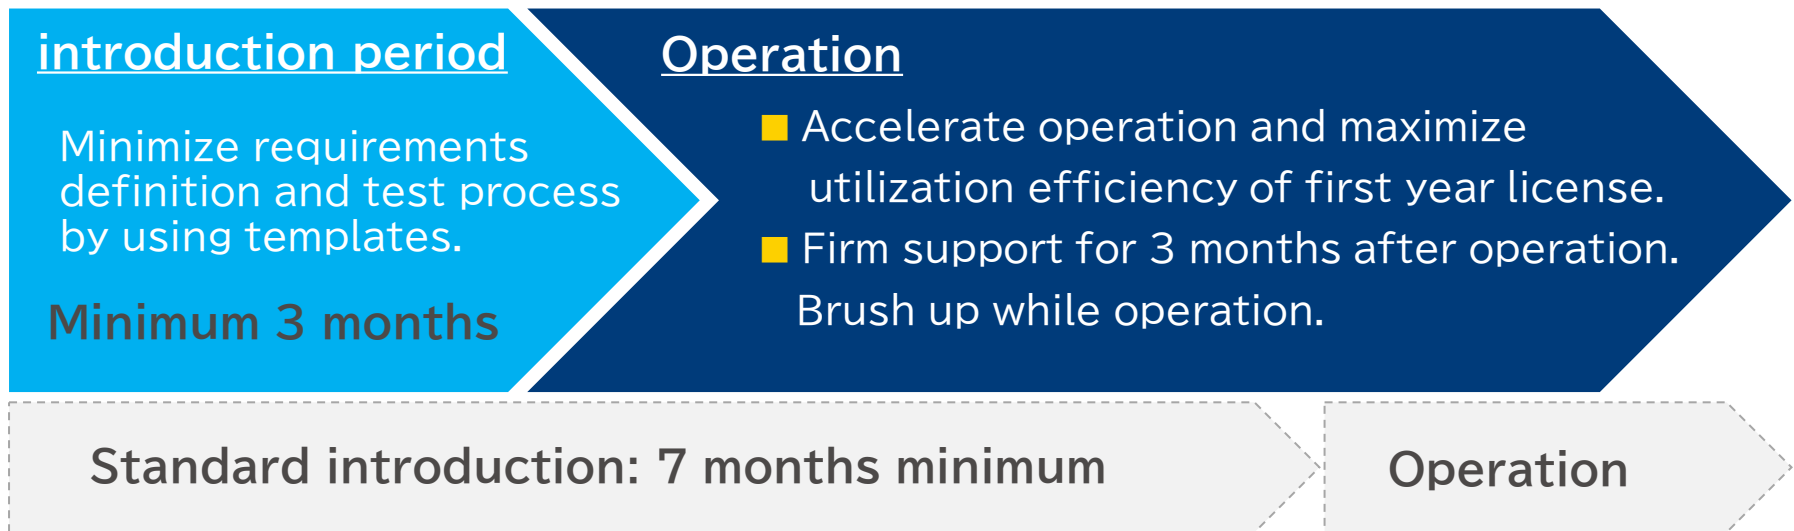 introduction period
Minimize requirements
definition and test process
by using templates.
Minimum 3 months
Operation
Accelerate operation and maximize
utilization efficiency of first year license.
Firm support for 3 months after operation.
Brush up while operation.
Standard introduction: 7 months minimum
Operation